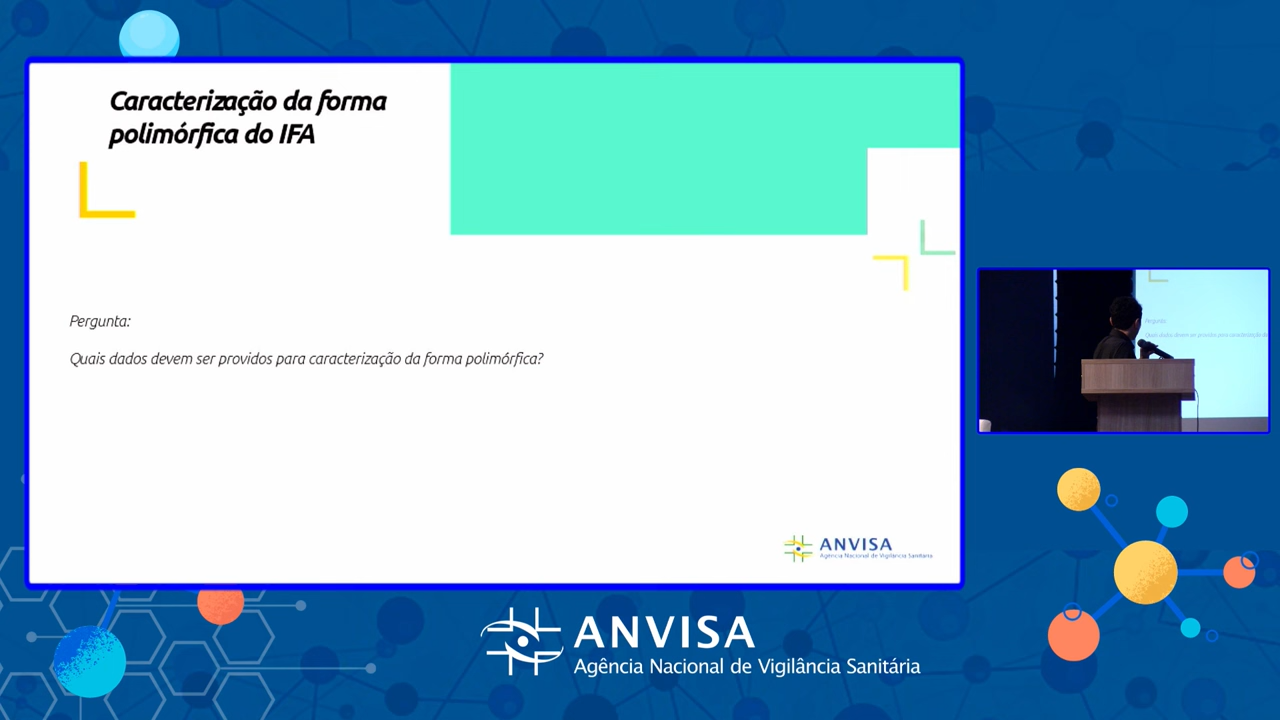 Caracterização da forma
polimórfica do IFA
Pergunta:
Quais dados devem ser providos para caracterização da forma polimórfica?
ANVISA
Agência Nacional de Vigilância Sanitária
Pergunta:
ANVISA
Agência Nacional de Vigilância Sanitária